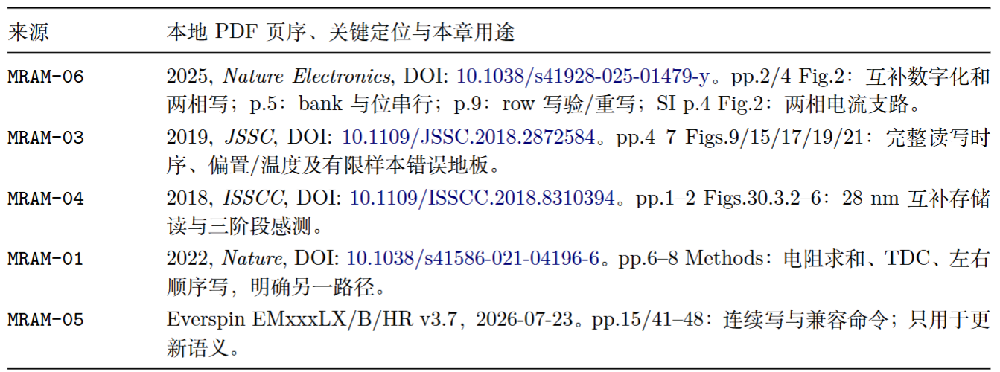 来源 本地 PDF 页序、关键定位与本章用途
MRAM-06 2025, Nature Electronics, DOI: 10.1038/s41928-025-01479-y。pp.2/4 Fig.2：互补数字化和
两相写；p.5：bank 与位串行；p.9：row 写验/重写；SI p.4 Fig.2：两相电流支路。
MRAM-03 2019, JSSC, DOI: 10.1109/JSSC.2018.2872584。pp.4–7 Figs.9/15/17/19/21：完整读写时
序、偏置/温度及有限样本错误地板。
MRAM-04 2018, ISSCC, DOI: 10.1109/ISSCC.2018.8310394。pp.1–2 Figs.30.3.2–6：28 nm 互补存储
读与三阶段感测。
MRAM-01 2022, Nature, DOI: 10.1038/s41586-021-04196-6。pp.6–8 Methods：电阻求和、TDC、左右
顺序写，明确另一路径。
MRAM-05 Everspin EMxxxLX/B/HR v3.7，2026-07-23。pp.15/41–48：连续写与兼容命令；只用于更
新语义。